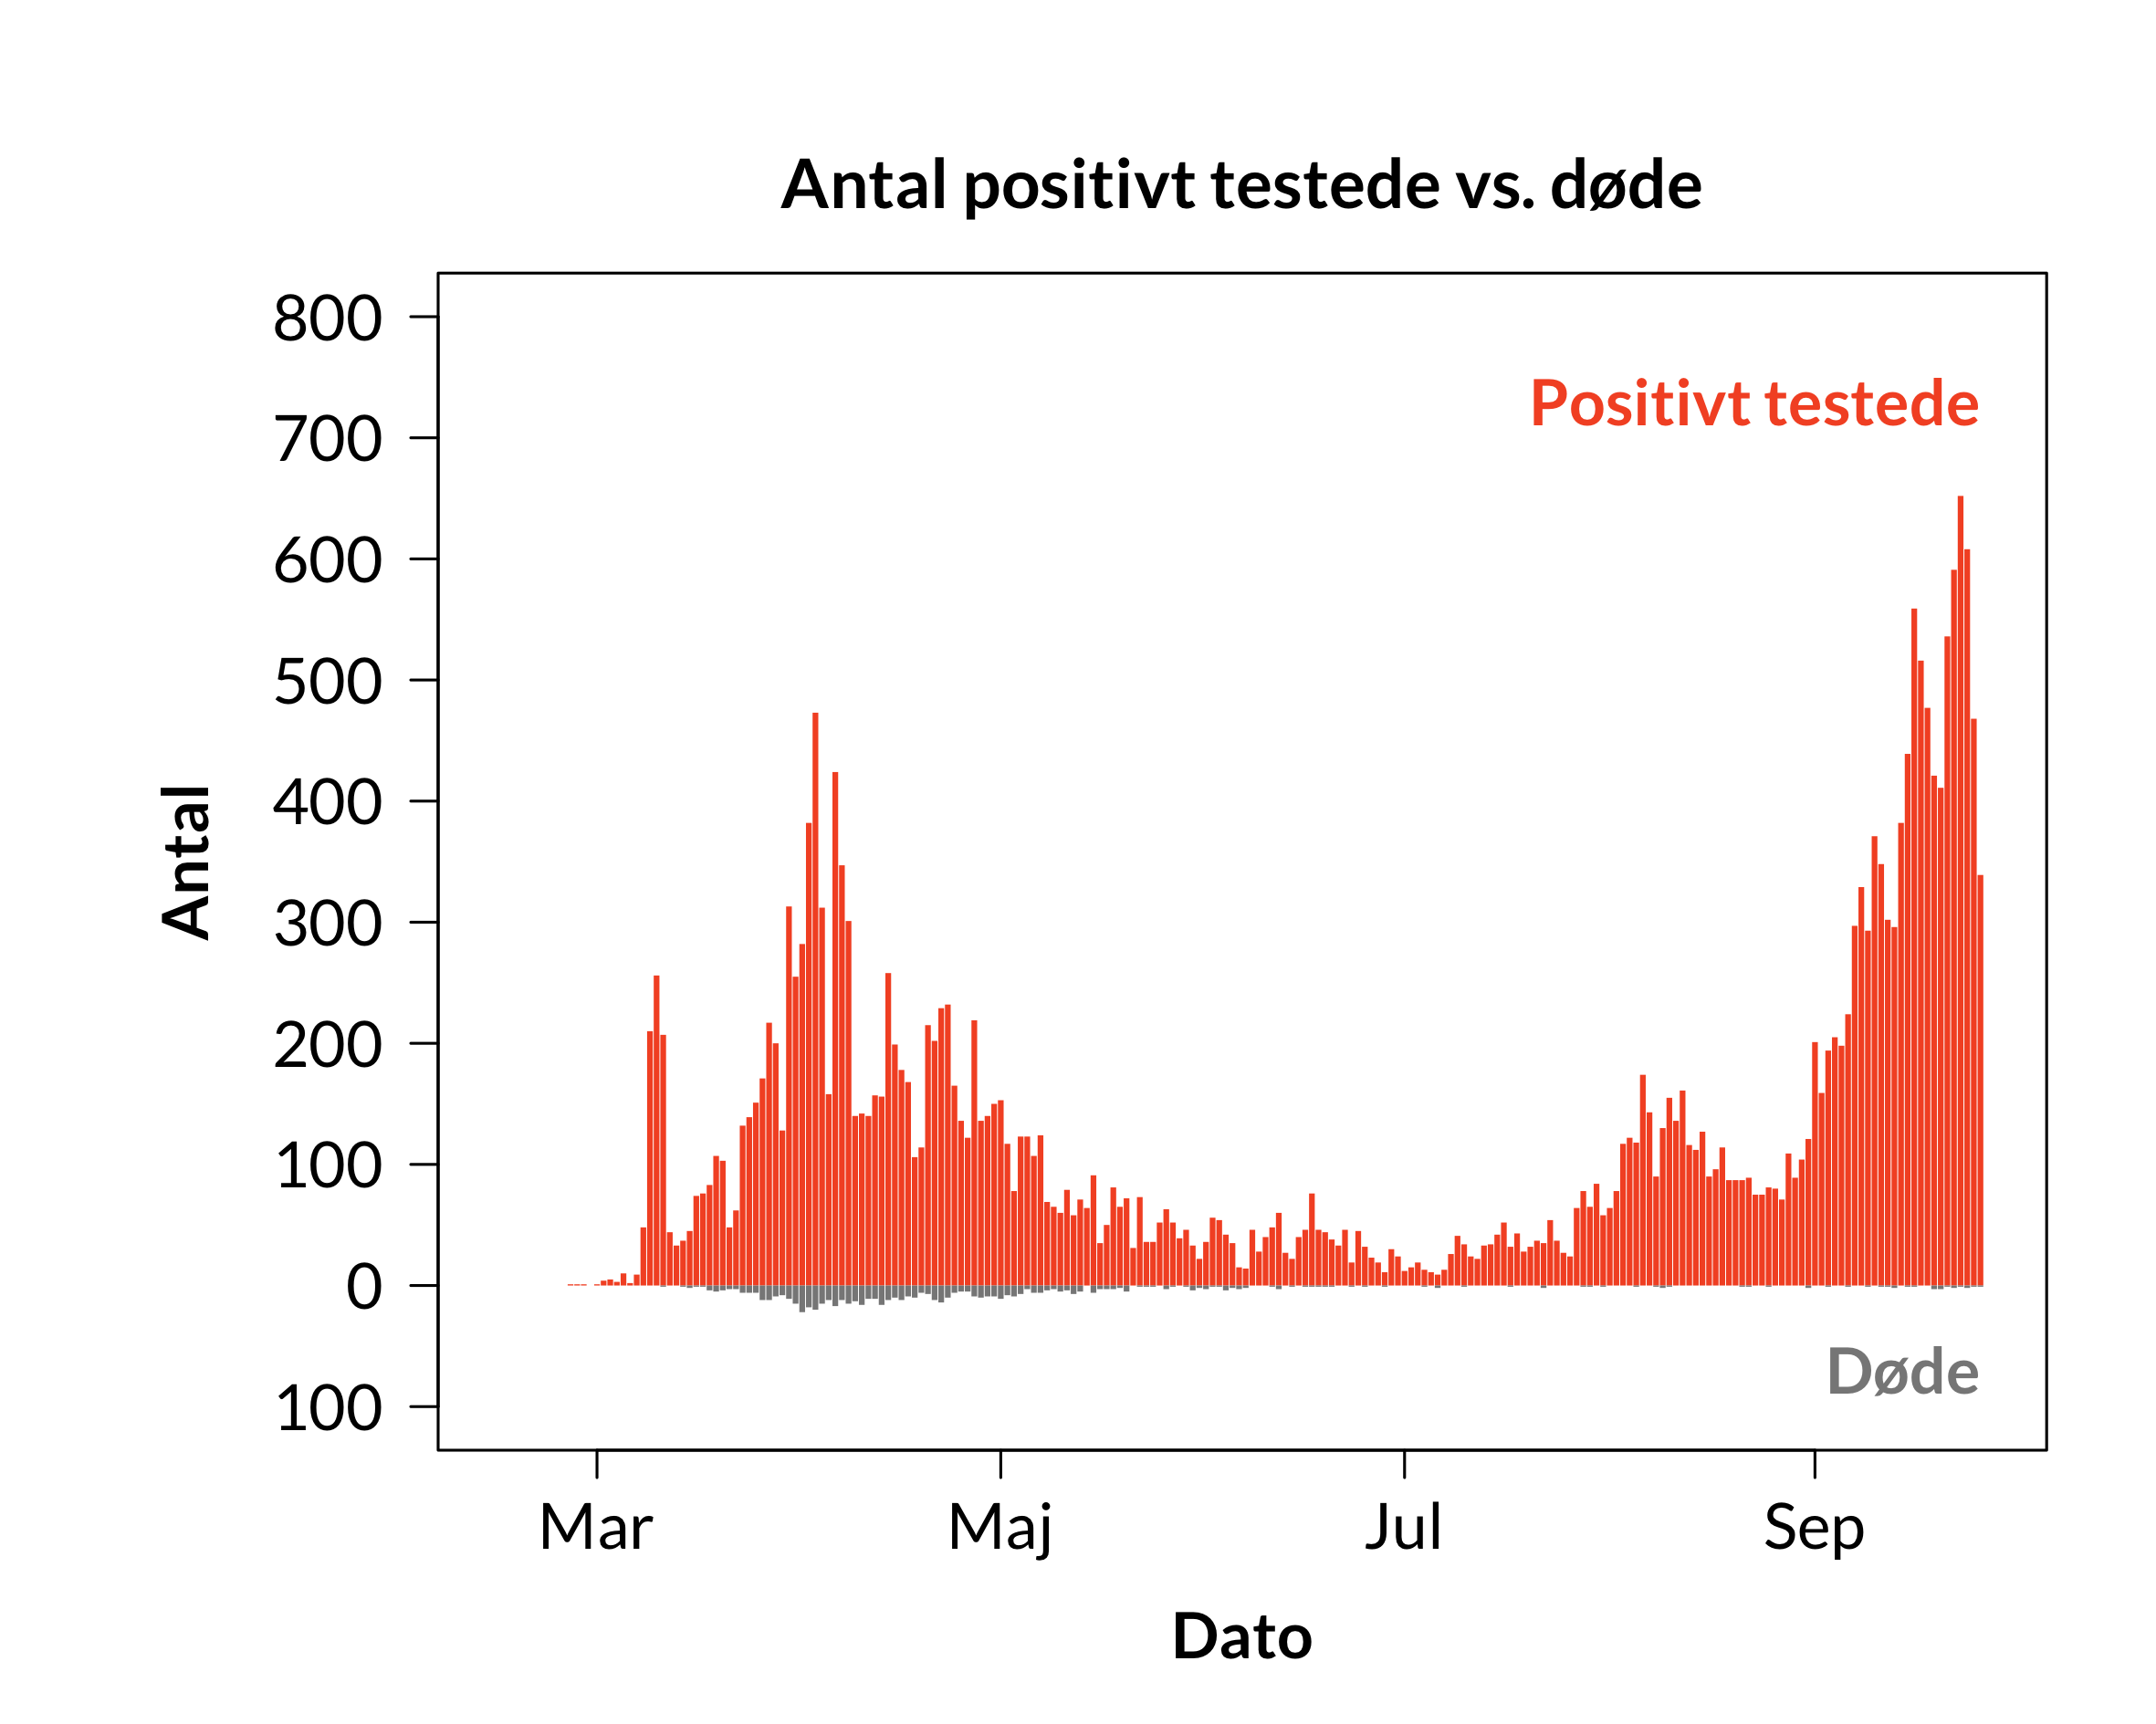 Antal positivt testede vs. døde
Antal
800
700
600
500
400
300
200
100
0
100
Positivt testede
Døde
Mar
Maj
Jul
Sep
Dato